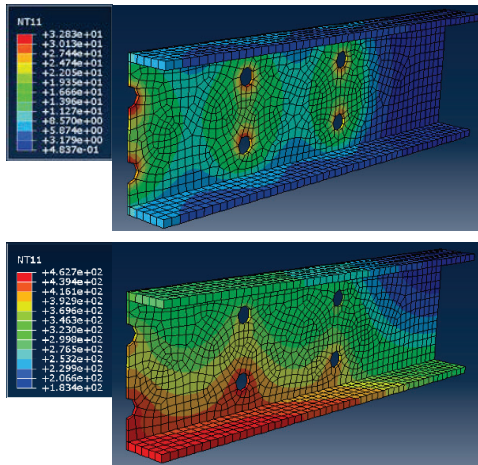 NT11
+3.283e+01
+3.013e+01
+2.744e+01
+2.474e+01
+2.205e+01
+1.935e+01
+1.666e+01
+1.396e+01
+1.127e+01
+8.570e+00
+5.874e+00
+3.179e+00
+4.837e-01
NT11
+4.627e+02
+4.394e+02
+4.161e+02
+3.929e+02
+3.696e+02
+3.463e+02
+3.230e+02
+2.998e+02
+2.765e+02
+2.532e+02
+2.299e+02
+2.066e+02
+1.834e+02